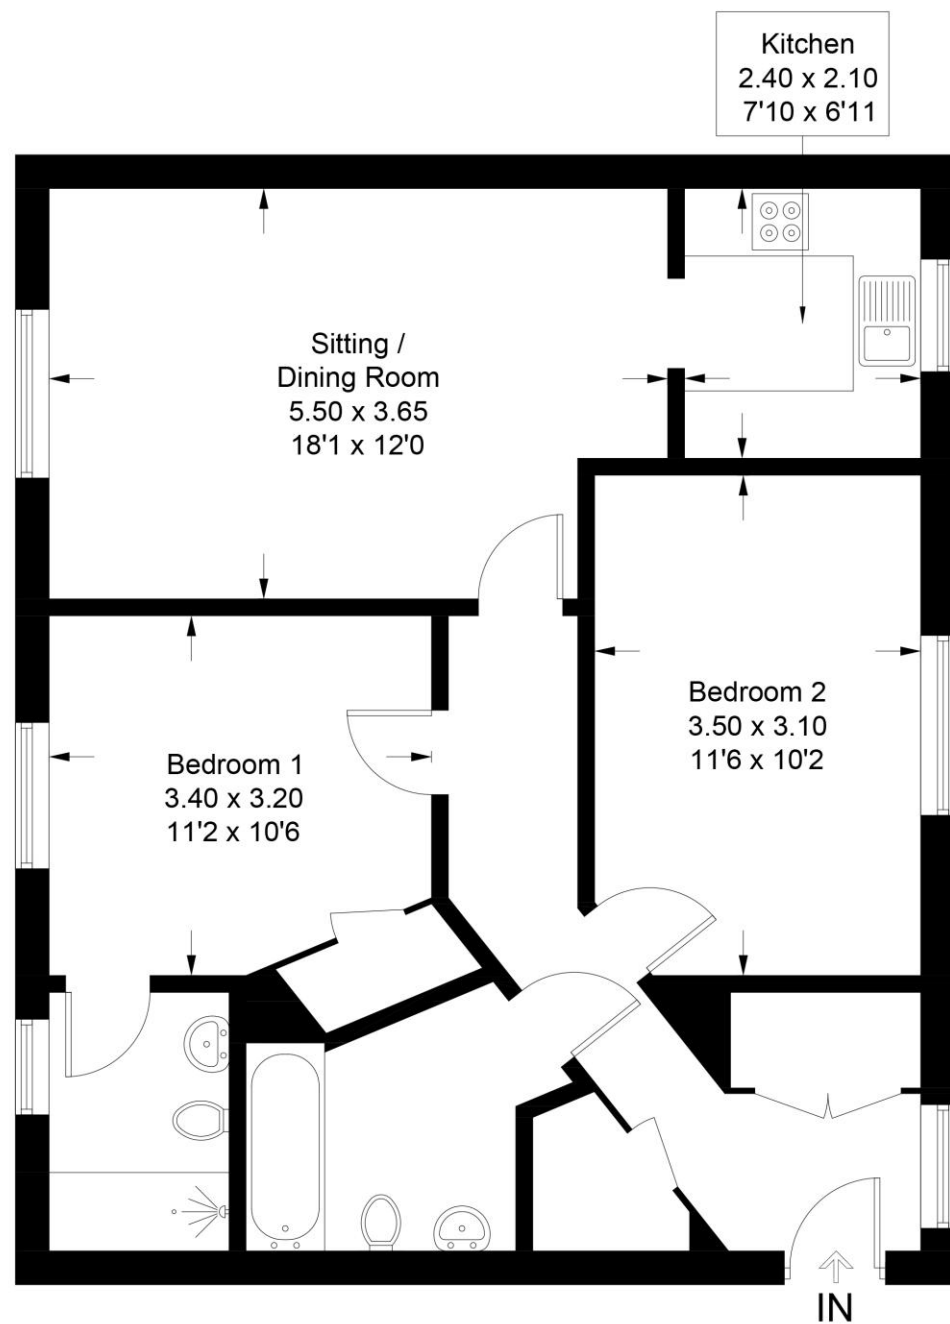 Kitchen
2.40 x 2.10
7'10 x 6'11
Sitting /
Dining Room
5.50 x 3.65
18'1 x 12'0
Bedroom 2
3.50 x 3.10
11'6 x 10'2
Bedroom 1
3.40 x 3.20
11'2 x 10'6
IN